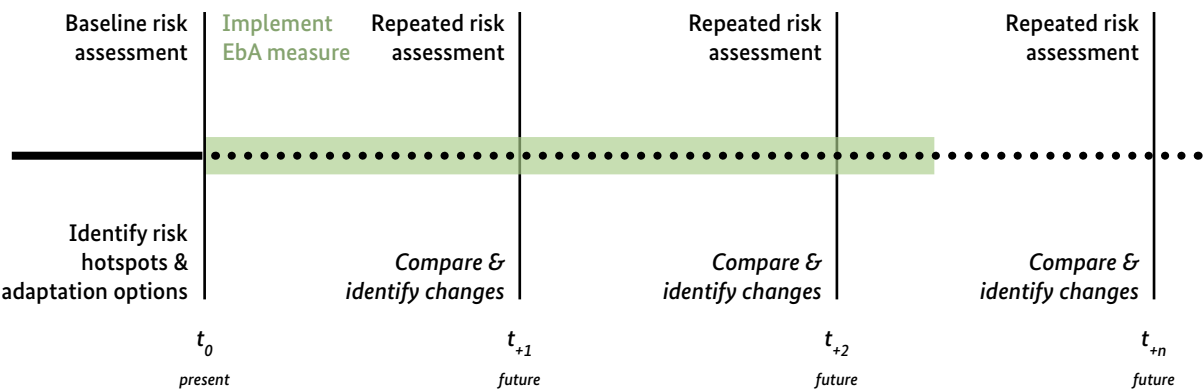 Baseline risk
assessment
Implement
EbA measure
Repeated risk
assessment
Repeated risk
assessment
Repeated risk
assessment
Identify risk
hotspots &
adaptation options
Compare &
identify changes
Compare &
identify changes
Compare &
identify changes
t0
present
t+1
future
t+2
future
t+n
future